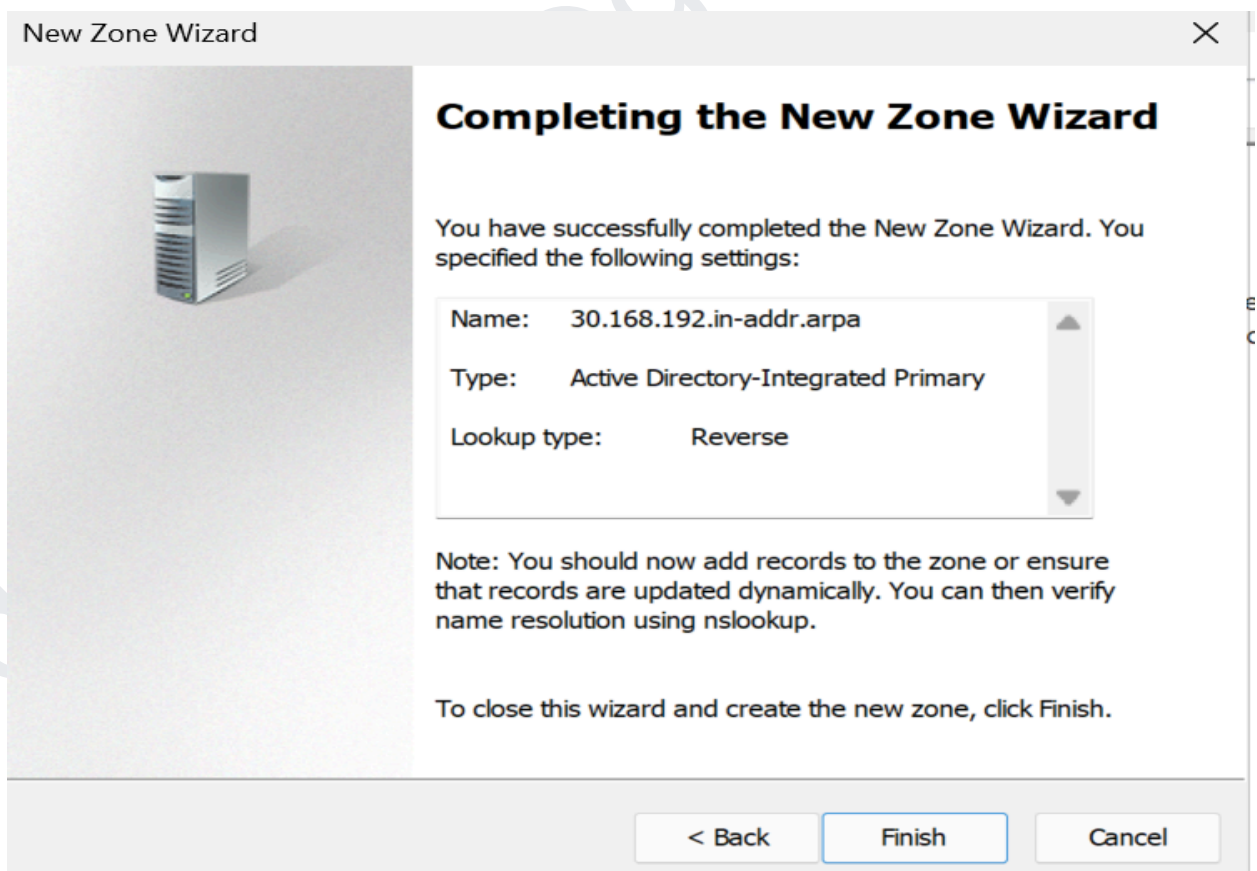 New Zone Wizard
Completing the New Zone Wizard
You have successfully completed the New Zone Wizard. You
specified the following settings:
Name: 30.168.192.in-addr.arpa
Type: Active Directory-Integrated Primary
Lookup type: Reverse
Note: You should now add records to the zone or ensure
that records are updated dynamically. You can then verify
name resolution using nslookup.
To close this wizard and create the new zone, click Finish.
< Back Finish Cancel